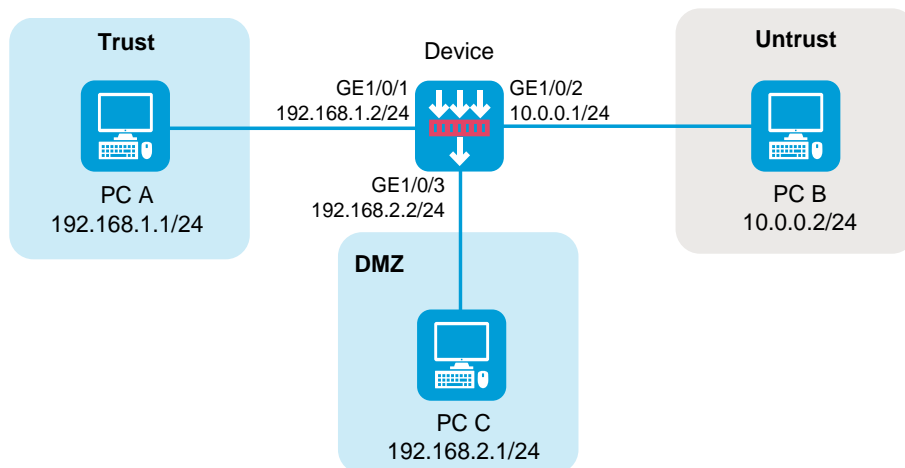 Trust
Untrust
Device
GE1/0/1
192.168.1.2/24
GE1/0/2
10.0.0.1/24
PC A
192.168.1.1/24
GE1/0/3
192.168.2.2/24
PC B
10.0.0.2/24
DMZ
PC C
192.168.2.1/24